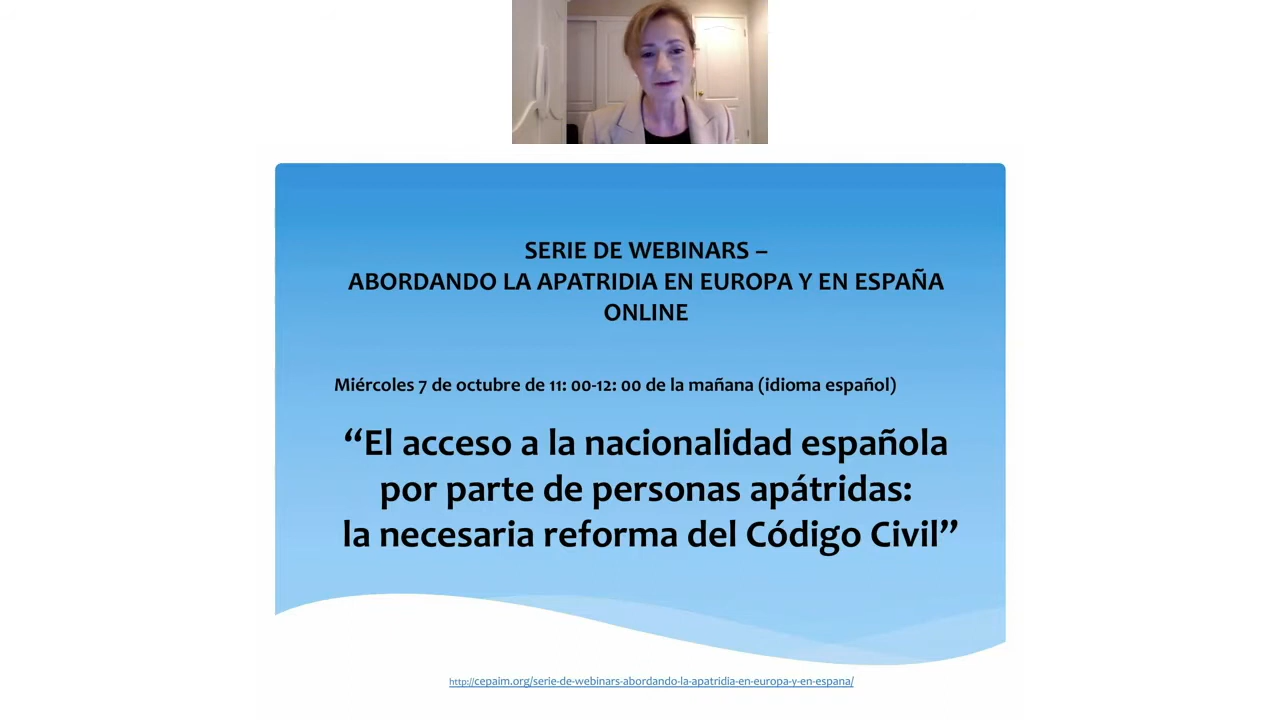 SERIE DE WEBINARS –
ABORDANDO LA APATRIDIA EN EUROPA Y EN ESPAÑA
ONLINE
Miércoles 7 de octubre de 11: 00-12: 00 de la mañana (idioma español)
“El acceso a la nacionalidad española
por parte de personas apátridas:
la necesaria reforma del Código Civil”
http://cepaim.org/serie-de-webinars-abordando-la-apatridia-en-europa-y-en-espana/